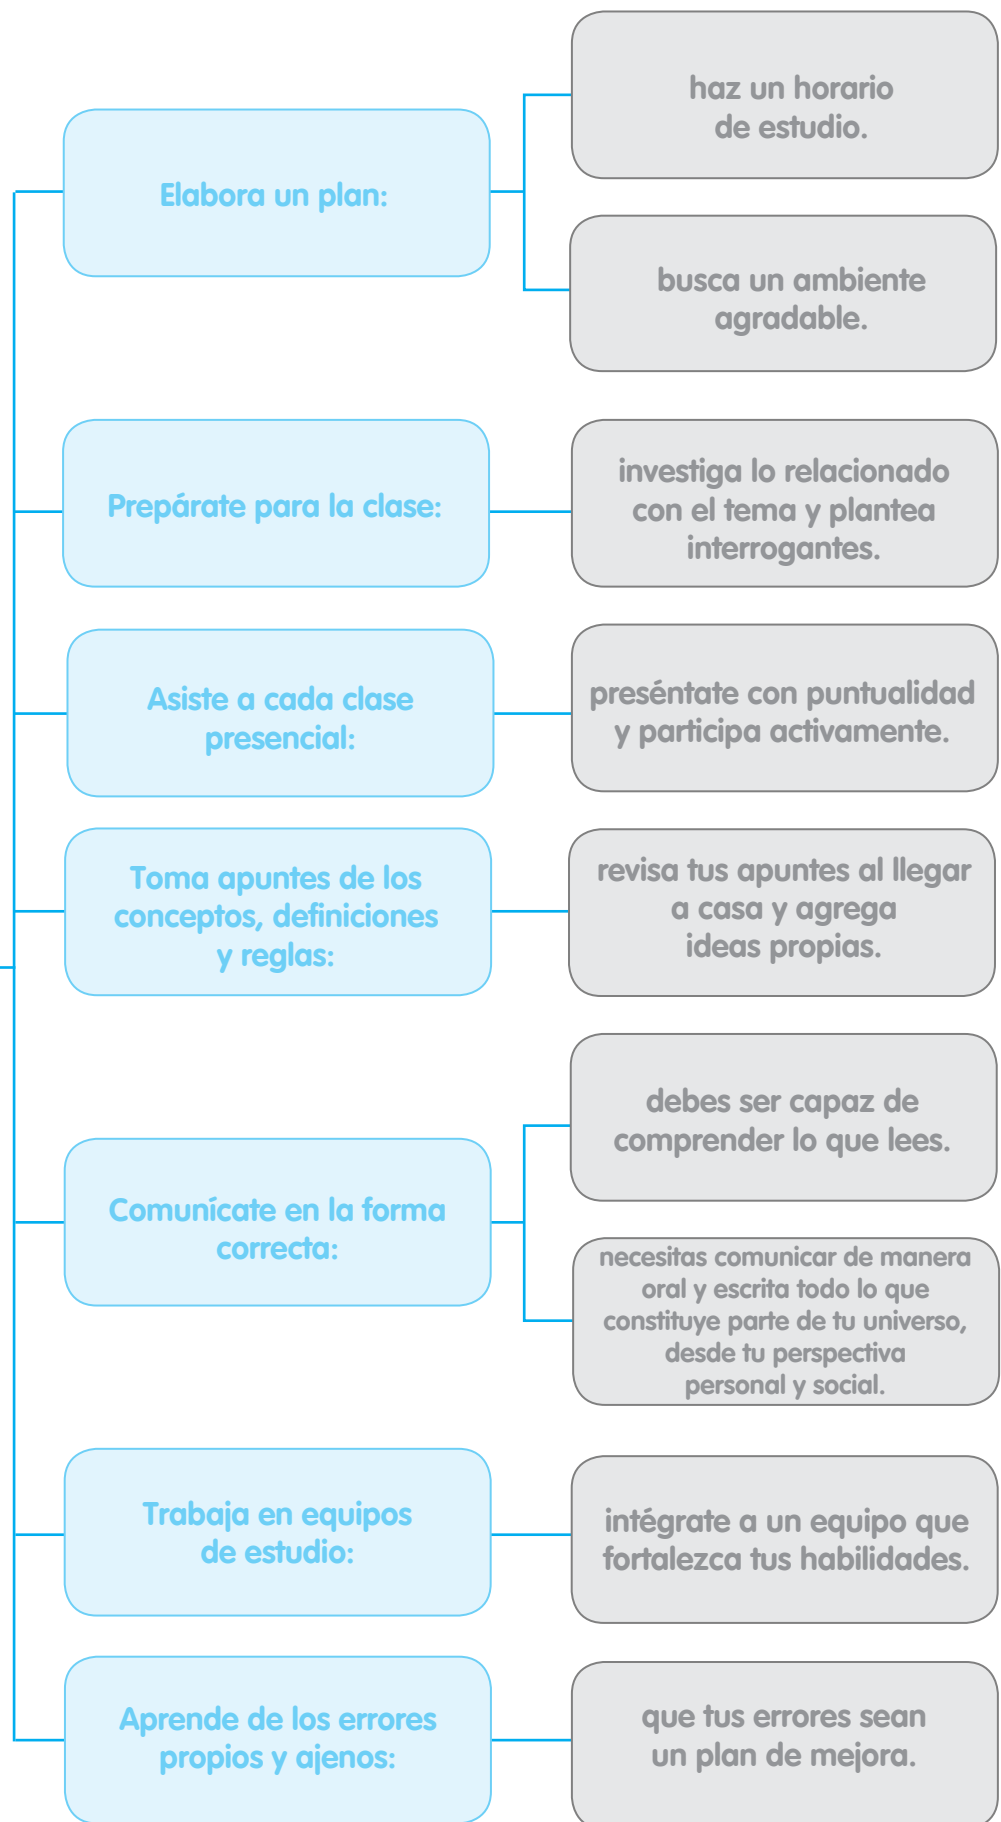 Elabora un plan:
haz un horario
de estudio.
busca un ambiente
agradable.
Prepárate para la clase:
investiga lo relacionado
con el tema y plantea
interrogantes.
Asiste a cada clase
presencial:
preséntate con puntualidad
y participa activamente.
Toma apuntes de los
conceptos, definiciones
y reglas:
revisa tus apuntes al llegar
a casa y agrega
ideas propias.
Comunícate en la forma
correcta:
debes ser capaz de
comprender lo que lees.
necesitas comunicar de manera
oral y escrita todo lo que
constituye parte de tu universo,
desde tu perspectiva
personal y social.
Trabaja en equipos
de estudio:
intégrate a un equipo que
fortalezca tus habilidades.
Aprende de los errores
propios y ajenos:
que tus errores sean
un plan de mejora.